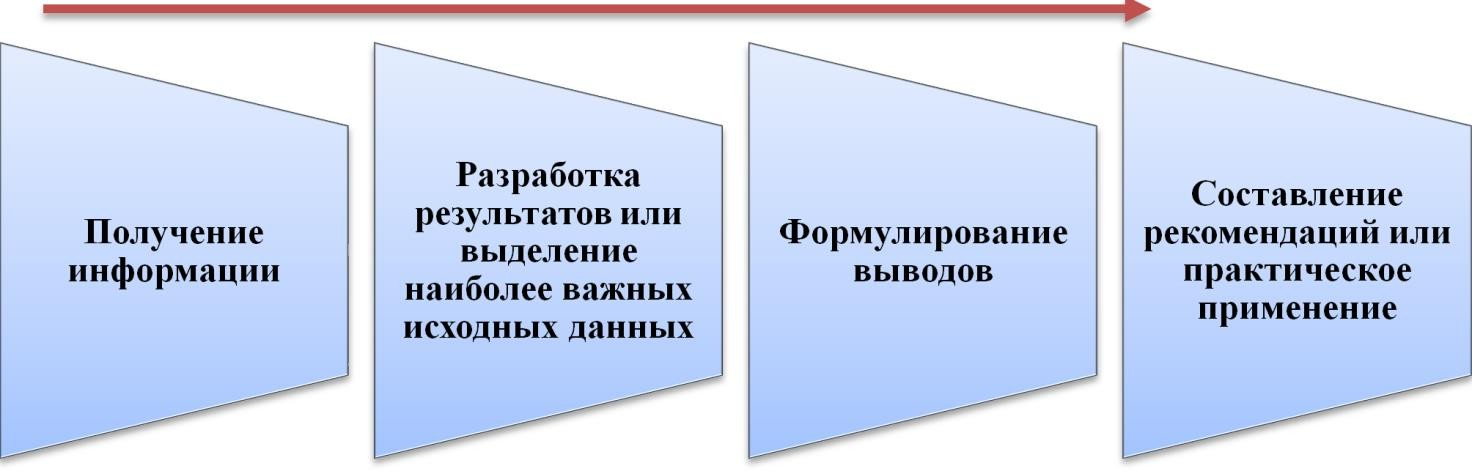 Получение
информации
Разработка
результатов или
выделение
наиболее важных
исходных данных
Формулирование
выводов
Составление
рекомендаций или
практическое
применение